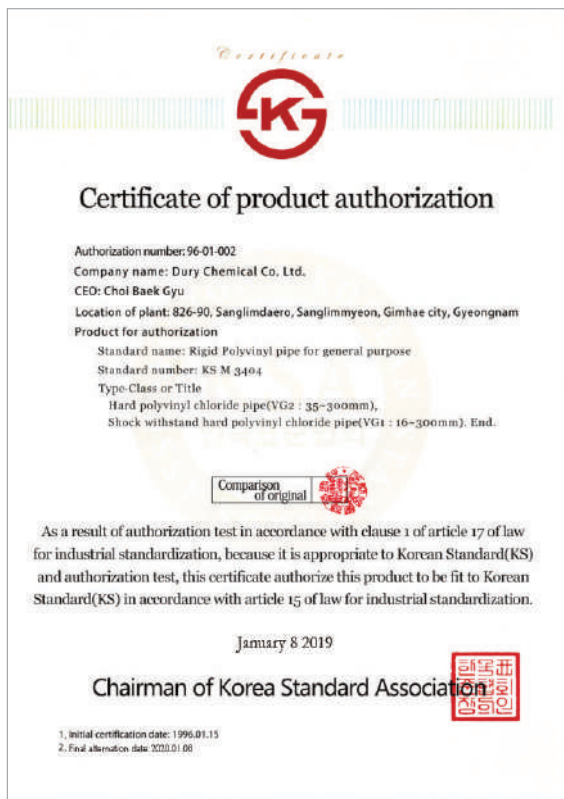 Certificate
KS
Certificate of product authorization
Authorization number: 96-01-002
Company name: Dury Chemical Co. Ltd.
CEO: Choi Baek Gyu
Location of plant: 826-90, Sanglimdaero, Sanglimmyeon, Gimhae city, Gyeongnam
Product for authorization
Standard name: Rigid Polyvinyl pipe for general purpose
Standard number: KS M 3404
Type-Class or Title
Hard polyvinyl chloride pipe(VG2 : 35~300mm),
Shock withstand hard polyvinyl chloride pipe(VG1 : 16~300mm). End.
Comparison
of original
As a result of authorization test in accordance with clause 1 of article 17 of law
for industrial standardization, because it is appropriate to Korean Standard(KS)
and authorization test, this certificate authorize this product to be fit to Korean
Standard(KS) in accordance with article 15 of law for industrial standardization.
January 8 2019
Chairman of Korea Standard Association
1, Initial certification date: 1996.01.15
2. Final alternation date: 2020.01.08